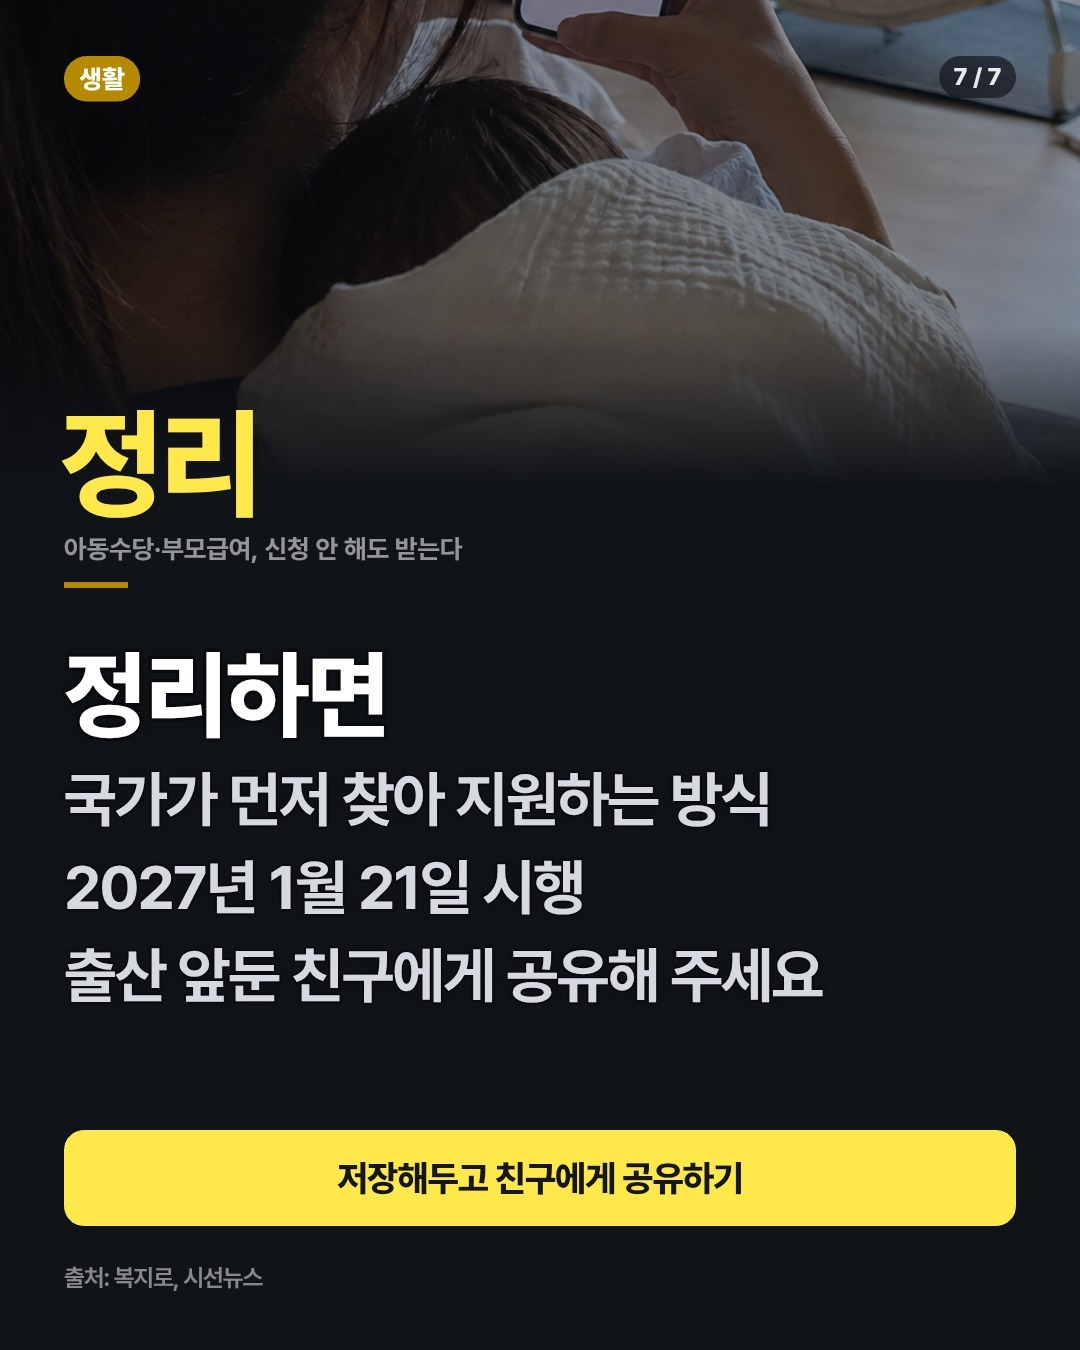 생활
7 / 7
정리
아동수당·부모급여, 신청 안 해도 받는다
정리하면
국가가 먼저 찾아 지원하는 방식
2027년 1월 21일 시행
출산 앞둔 친구에게 공유해 주세요
저장해두고 친구에게 공유하기
출처: 복지로, 시선뉴스